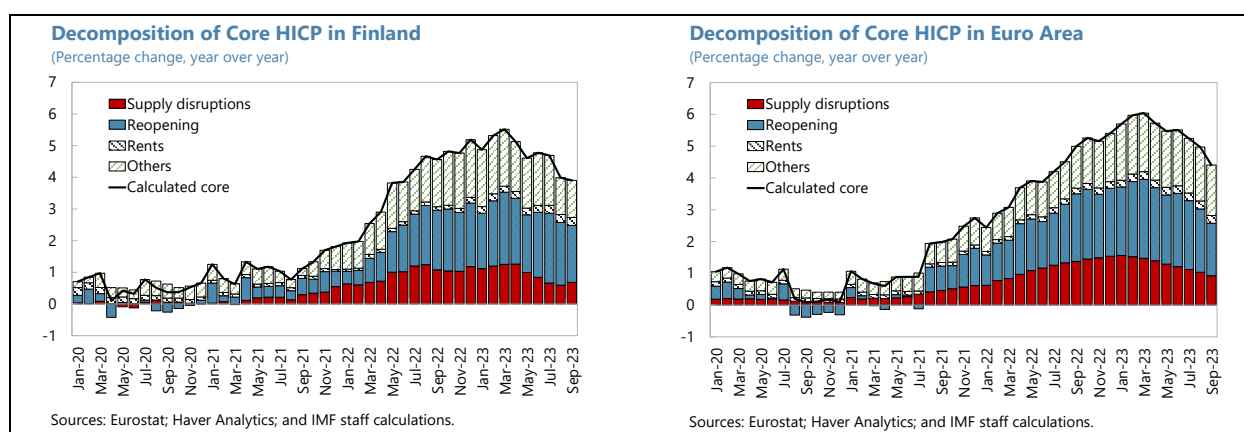 Decomposition of Core HICP in Finland
(Percentage change, year over year)
7
6
5
4
3
2
1
0
-1
Supply disruptions
Reopening
Rents
Others
Calculated core
Jan-20
Mar-20
May-20
Jul-20
Sep-20
Nov-20
Jan-21
Mar-21
May-21
Jul-21
Sep-21
Nov-21
Jan-22
Mar-22
May-22
Jul-22
Sep-22
Nov-22
Jan-23
Mar-23
May-23
Jul-23
Sep-23
Sources: Eurostat; Haver Analytics; and IMF staff calculations.
Decomposition of Core HICP in Euro Area
(Percentage change, year over year)
7
6
5
4
3
2
1
0
-1
Supply disruptions
Reopening
Rents
Others
Calculated core
Jan-20
Mar-20
May-20
Jul-20
Sep-20
Nov-20
Jan-21
Mar-21
May-21
Jul-21
Sep-21
Nov-21
Jan-22
Mar-22
May-22
Jul-22
Sep-22
Nov-22
Jan-23
Mar-23
May-23
Jul-23
Sep-23
Sources: Eurostat; Haver Analytics; and IMF staff calculations.